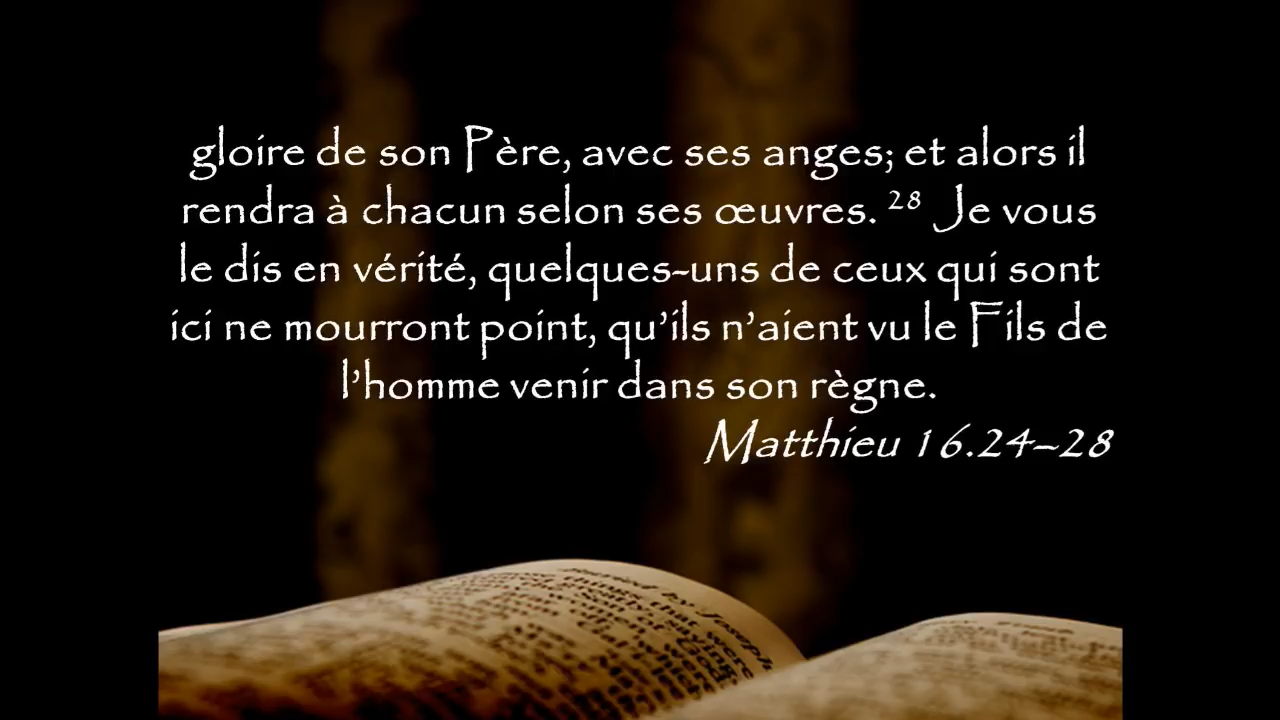 gloire de son Père, avec ses anges; et alors il
rendra à chacun selon ses œuvres. ²⁸ Je vous
le dis en vérité, quelques-uns de ceux qui sont
ici ne mourront point, qu’ils n’aient vu le Fils de
l’homme venir dans son règne.
Matthieu 16.24–28